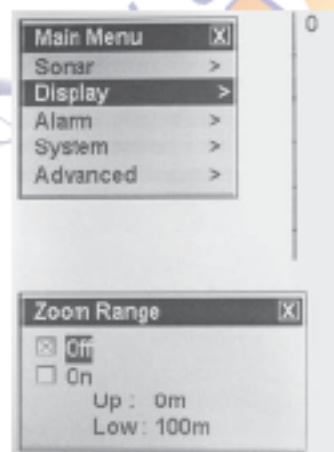 Main Menu X
0
Sonar >
Display >
Alarm >
System >
Advanced >
Zoom Range X
Off
On
Up : 0m
Low : 100m